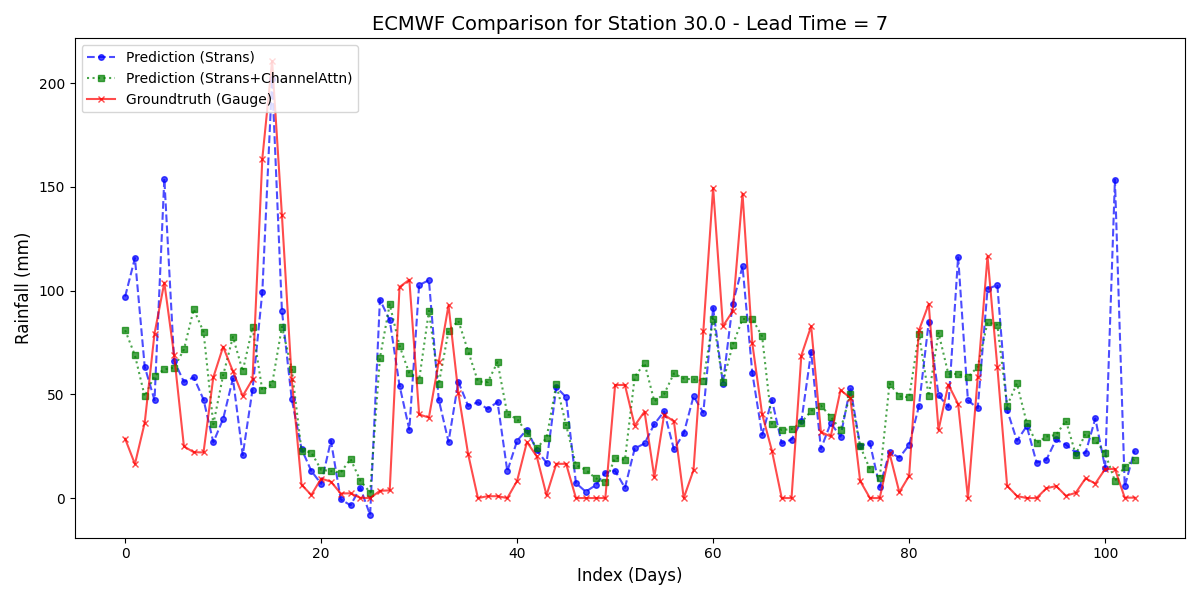 ECMWF Comparison for Station 30.0 - Lead Time = 7
Prediction (Strans)
Prediction (Strans+ChannelAttn)
Groundtruth (Gauge)
Rainfall (mm)
200
150
100
50
0
0 20 40 60 80 100
Index (Days)